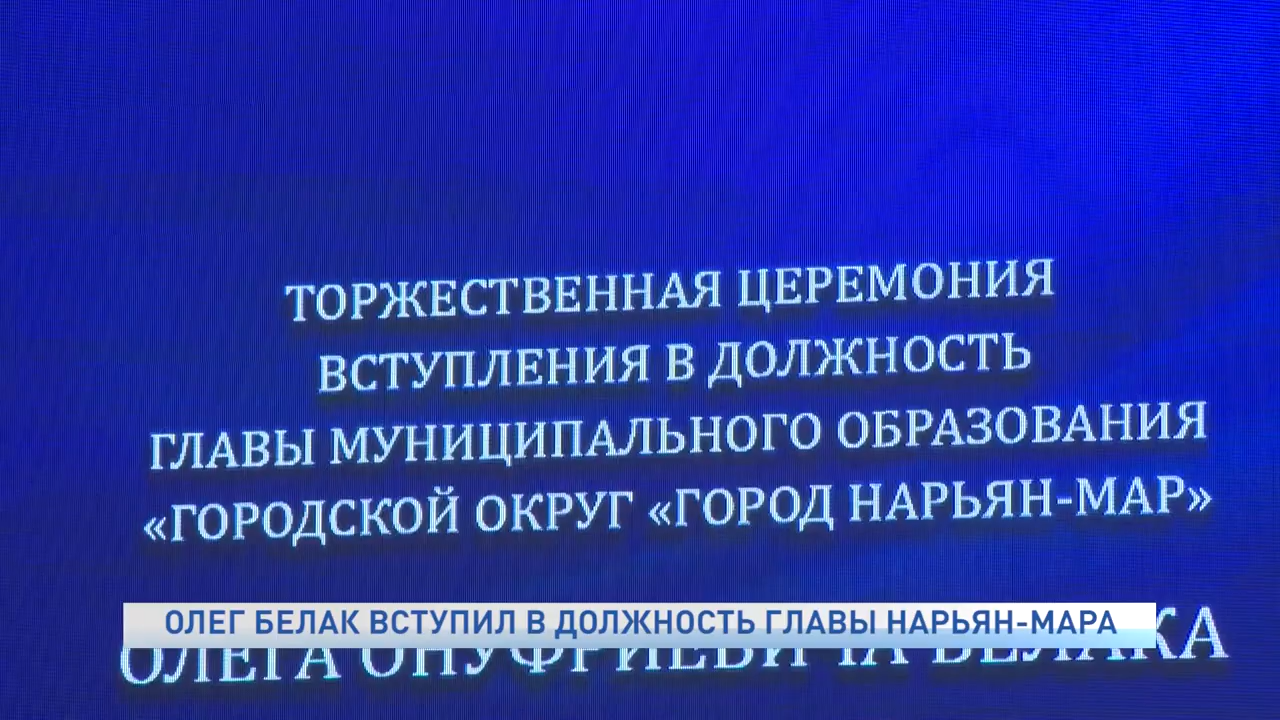 ТОРЖЕСТВЕННАЯ ЦЕРЕМОНИЯ
ВСТУПЛЕНИЯ В ДОЛЖНОСТЬ
ГЛАВЫ МУНИЦИПАЛЬНОГО ОБРАЗОВАНИЯ
«ГОРОДСКОЙ ОКРУГ «ГОРОД НАРЬЯН-МАР»
ОЛЕГ БЕЛАК ВСТУПИЛ В ДОЛЖНОСТЬ ГЛАВЫ НАРЬЯН-МАРА
ОЛЕГА ОНУФРИЕВИЧА БЕЛАКА